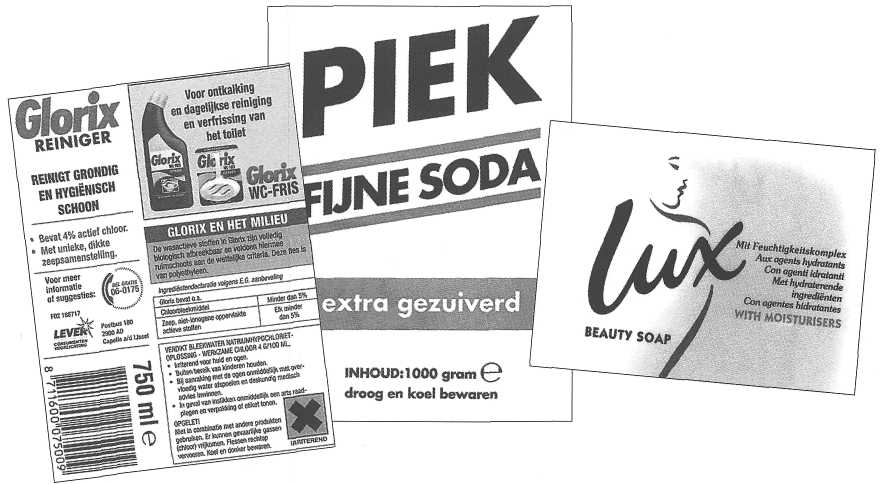 Glorix
REINIGER
REINIGT GRONDIG
EN HYGIËNISCH
SCHOON
• Bevat 4% actief chloor.
• Met unieke, dikke
zeepsamenstelling.
Voor meer
informatie
of suggesties:
BEL GRATIS
06-0175
F02 168717
LEVER
CONSUMENTEN
VOORLICHTING
Postbus 180
2900 AD
Capelle a/d IJssel
8 711600 075009
750 ml e
Voor ontkalking
en dagelijkse reiniging
en verfrissing van
het toilet
Glorix
Glorix
Glorix
WC-FRIS
GLORIX EN HET MILIEU
De wasactieve stoffen in Glorix zijn volledig
biologisch afbreekbaar en voldoen hiermee
ruimschoots aan de wettelijke criteria. Deze fles is
van polyethyleen.
Ingrediëntendeclaratie volgens E.G. aanbeveling
Glorix bevat o.a.
Chloorbleekmiddel
Minder dan 5%
Zeep, niet-ionogene oppervlakte
actieve stoffen
Elk minder
dan 5%
VERDIKT BLEEKWATER NATRIUMHYPOCHLORIET-
OPLOSSING - WERKZAME CHLOOR 4 G/100 ML.
• Irriterend voor huid en ogen.
• Buiten bereik van kinderen houden.
• Bij aanraking met de ogen onmiddellijk met over-
vloedig water afspoelen en deskundig medisch
advies inwinnen.
• In geval van inslikken onmiddellijk een arts raad-
plegen en verpakking of etiket tonen.
OPGELET!
Niet in combinatie met andere produkten
gebruiken. Er kunnen gevaarlijke gassen
(chloor) vrijkomen. Flessen rechtop
vervoeren. Koel en donker bewaren.
IRRITEREND
PIEK
FIJNE SODA
extra gezuiverd
INHOUD:1000 gram e
droog en koel bewaren
Lux
BEAUTY SOAP
Mit Feuchtigkeitskomplex
Aux agents hydratants
Con agenti idratanti
Met hydraterende
ingrediënten
Con agentes hidratantes
WITH MOISTURISERS